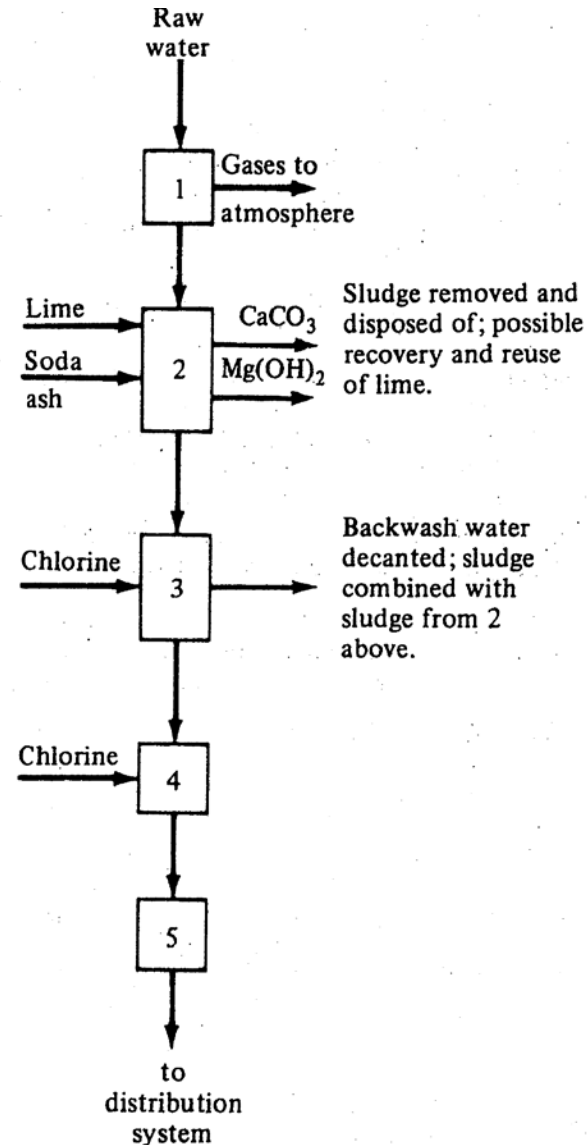 Raw
water
Gases to
1
atmosphere
Lime
CaCO3
Sludge removed and
disposed of; possible
Soda
2
Mg(OH)2
recovery and reuse
ash
of lime.
Backwash water
Chlorine
decanted; sludge
3
combined with
sludge from 2
above.
Chlorine
4
5
to
distribution
system